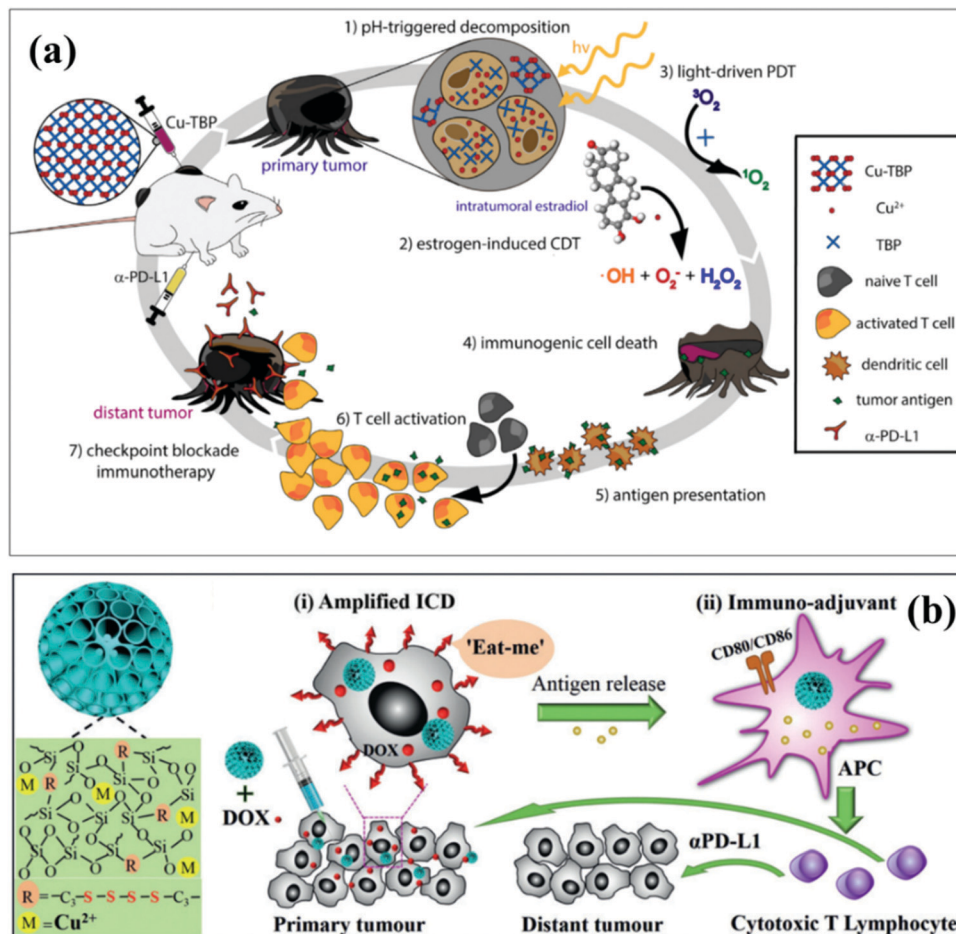 (a)
1) pH-triggered decomposition
hν
3) light-driven PDT
³O₂
+
¹O₂
Cu-TBP
primary tumor
intratumoral estradiol
2) estrogen-induced CDT
·OH + O₂⁻ + H₂O₂
α-PD-L1
4) immunogenic cell death
distant tumor
6) T cell activation
7) checkpoint blockade
immunotherapy
5) antigen presentation
Cu-TBP
Cu²⁺
TBP
naive T cell
activated T cell
dendritic cell
tumor antigen
α-PD-L1
(b)
(i) Amplified ICD
(ii) Immuno-adjuvant
'Eat-me'
CD80/CD86
Antigen release
DOX
APC
+
DOX
αPD-L1
Primary tumour
Distant tumour
Cytotoxic T Lymphocyte
R = –C₃–S–S–S–S–C₃–
M = Cu²⁺